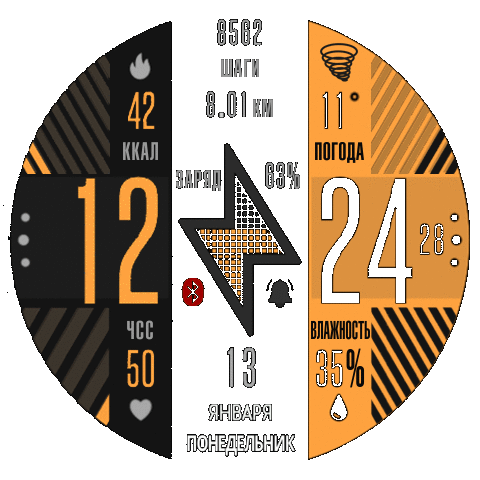 8562
ШАГИ
8.01 КМ
42
ККАЛ
11°
ПОГОДА
ЗАРЯД
63%
12
24
28
ЧСС
50
ВЛАЖНОСТЬ
35%
13
ЯНВАРЯ
ПОНЕДЕЛЬНИК